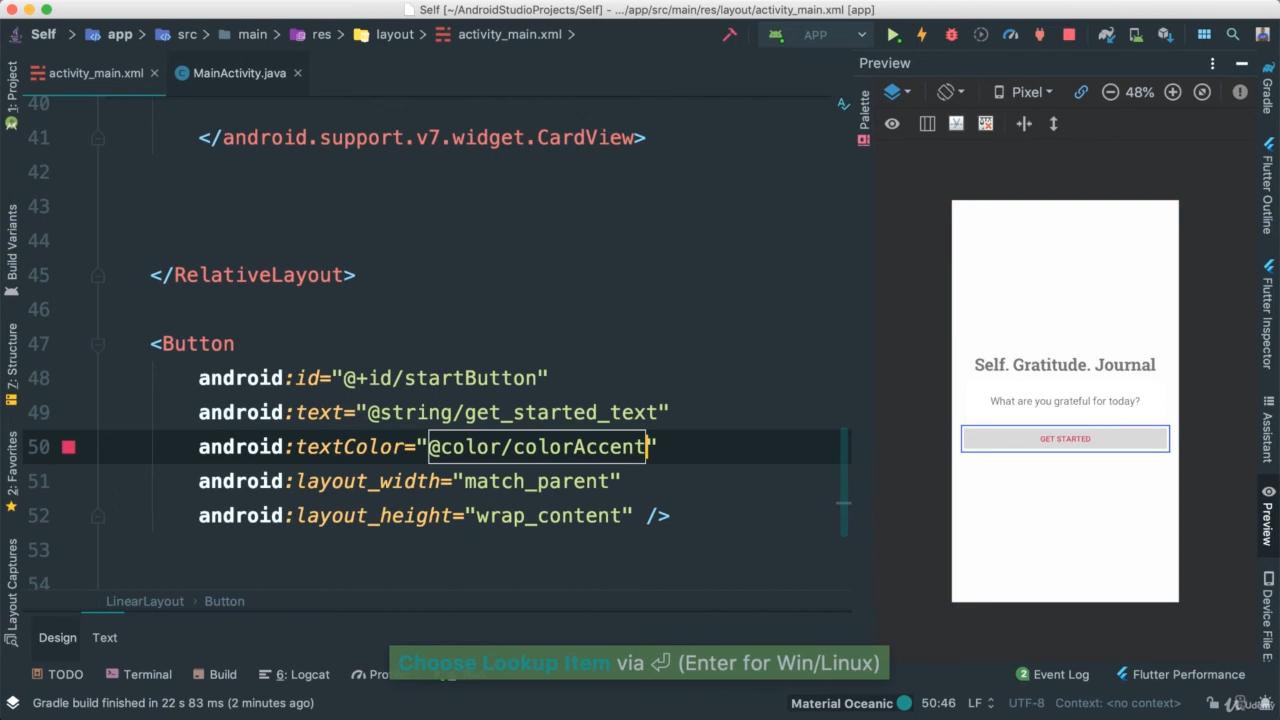 Self [~/AndroidStudioProjects/Self] - .../app/src/main/res/layout/activity_main.xml [app]
Self
app
src
main
res
layout
activity_main.xml
APP
activity_main.xml
MainActivity.java
Preview
Pixel
48%
Palette
1: Project
Build Variants
7: Structure
2: Favorites
Layout Captures
40
41 </android.support.v7.widget.CardView>
42
43
44
45 </RelativeLayout>
46
47 <Button
48 android:id="@+id/startButton"
49 android:text="@string/get_started_text"
50 android:textColor="@color/colorAccent"
51 android:layout_width="match_parent"
52 android:layout_height="wrap_content" />
53
54
LinearLayout › Button
Design Text
Self. Gratitude. Journal
What are you grateful for today?
GET STARTED
Gradle
Flutter Outline
Flutter Inspector
Assistant
Preview
Device File E
Choose Lookup Item via ⏎ (Enter for Win/Linux)
TODO
Terminal
Build
6: Logcat
Pro
2 Event Log
Flutter Performance
Gradle build finished in 22 s 83 ms (2 minutes ago)
Material Oceanic
50:46
LF
UTF-8
Context: <no context>